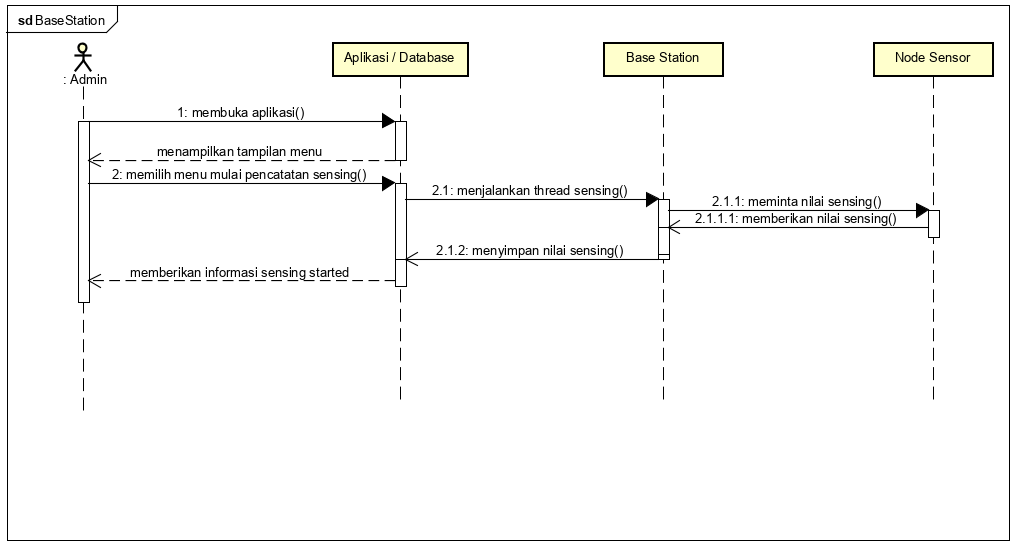 sd BaseStation
: Admin
Aplikasi / Database
Base Station
Node Sensor
1: membuka aplikasi()
menampilkan tampilan menu
2: memilih menu mulai pencatatan sensing()
2.1: menjalankan thread sensing()
2.1.1: meminta nilai sensing()
2.1.1.1: memberikan nilai sensing()
2.1.2: menyimpan nilai sensing()
memberikan informasi sensing started